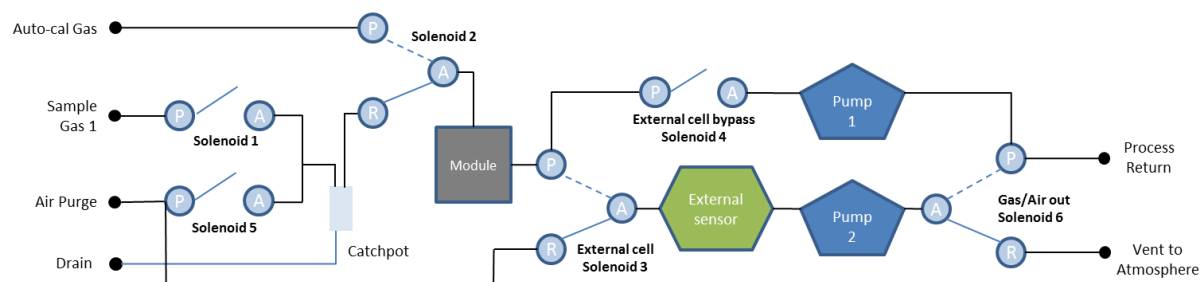 Auto-cal Gas
P
Solenoid 2
A
Sample
Gas 1
P
A
Solenoid 1
R
Module
Air Purge
P
A
Solenoid 5
Drain
Catchpot
P
P
A
External cell bypass
Solenoid 4
Pump
1
P
Process
Return
A
External
sensor
Pump
2
A
Gas/Air out
Solenoid 6
R
External cell
Solenoid 3
R
Vent to
Atmosphere